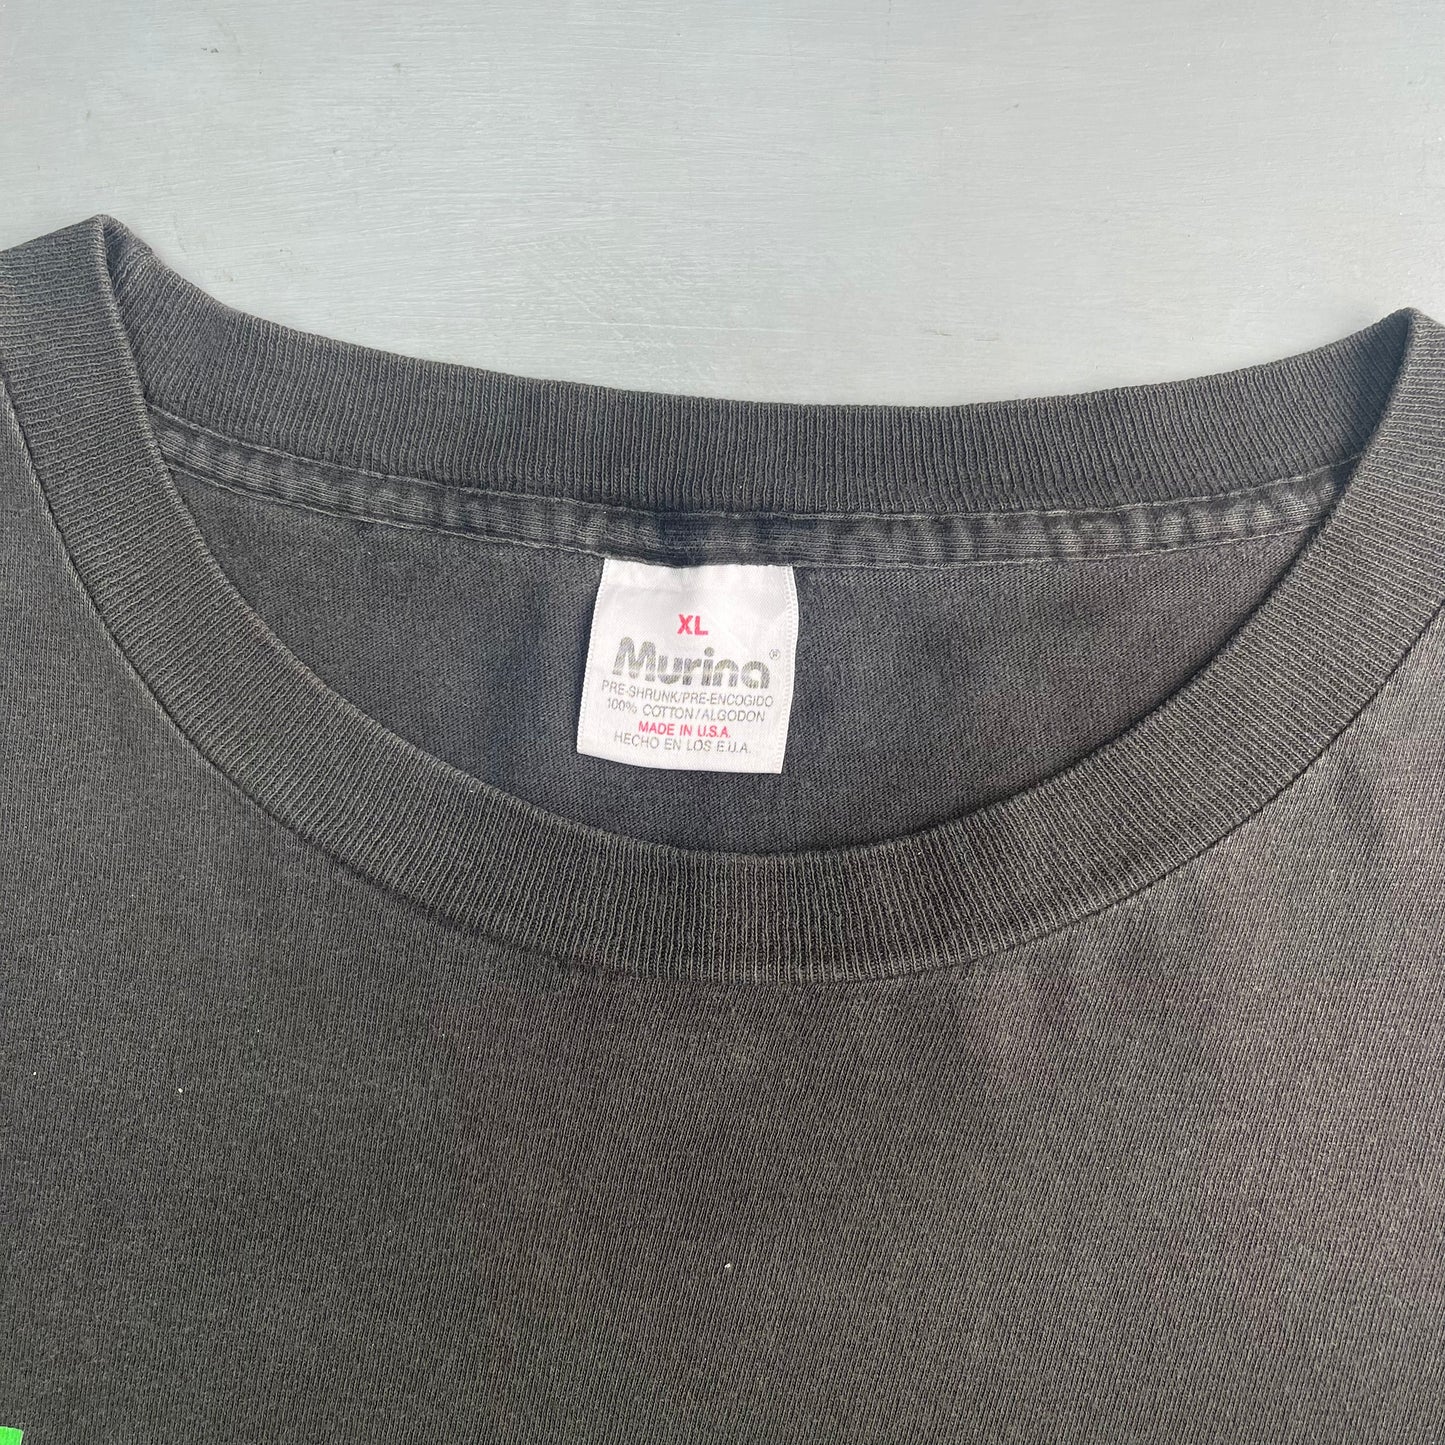 XL
Murina®
PRE-SHRUNK/PRE-ENCOGIDO
100% COTTON/ALGODON
MADE IN U.S.A.
HECHO EN LOS E.U.A.